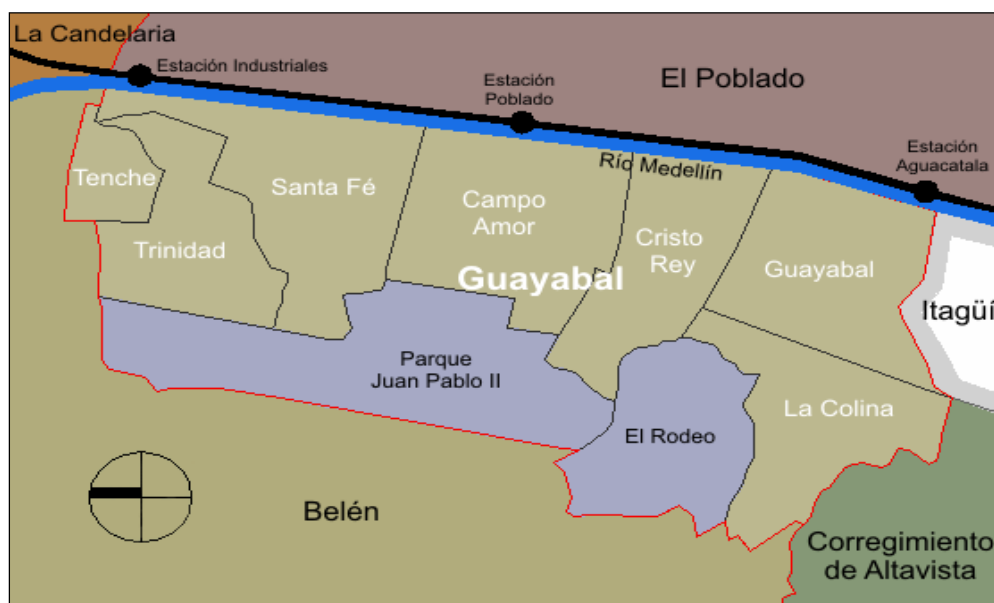 La Candelaria
Estación Industriales
El Poblado
Estación
Poblado
Estación
Aguacatala
Río Medellín
Tenche
Santa Fé
Campo
Amor
Cristo
Rey
Trinidad
Guayabal
Guayabal
Itagüí
Parque
Juan Pablo II
La Colina
El Rodeo
Belén
Corregimiento
de Altavista